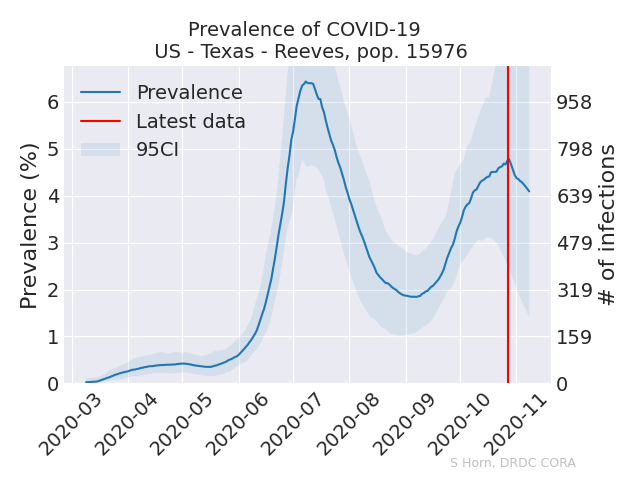 Prevalence of COVID-19
US - Texas - Reeves, pop. 15976
Prevalence
Latest data
95CI
Prevalence (%)
6
5
4
3
2
1
0
958
798
639
479
319
159
0
# of infections
2020-03
2020-04
2020-05
2020-06
2020-07
2020-08
2020-09
2020-10
2020-11
S Horn, DRDC CORA